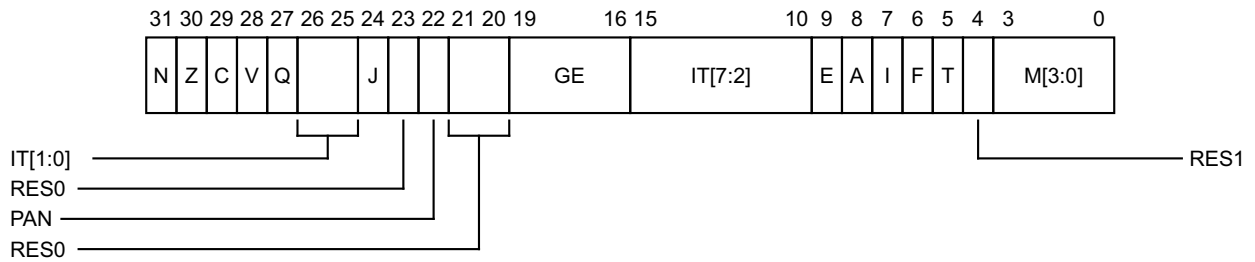 31 30 29 28 27 26 25 24 23 22 21 20 19 16 15 10 9 8 7 6 5 4 3 0
N Z C V Q J GE IT[7:2] E A I F T M[3:0]
IT[1:0] RES1
RES0
PAN
RES0